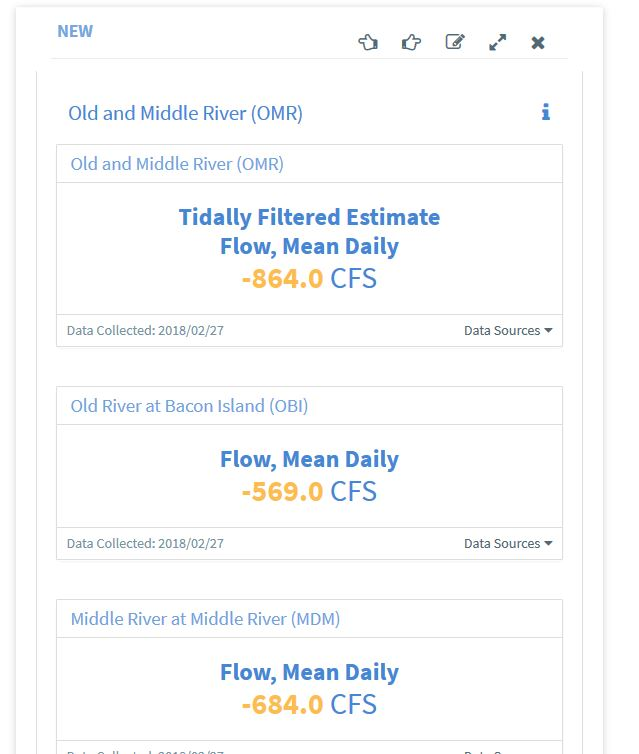 NEW
Old and Middle River (OMR)
Old and Middle River (OMR)
Tidally Filtered Estimate
Flow, Mean Daily
-864.0 CFS
Data Collected: 2018/02/27 Data Sources
Old River at Bacon Island (OBI)
Flow, Mean Daily
-569.0 CFS
Data Collected: 2018/02/27 Data Sources
Middle River at Middle River (MDM)
Flow, Mean Daily
-684.0 CFS